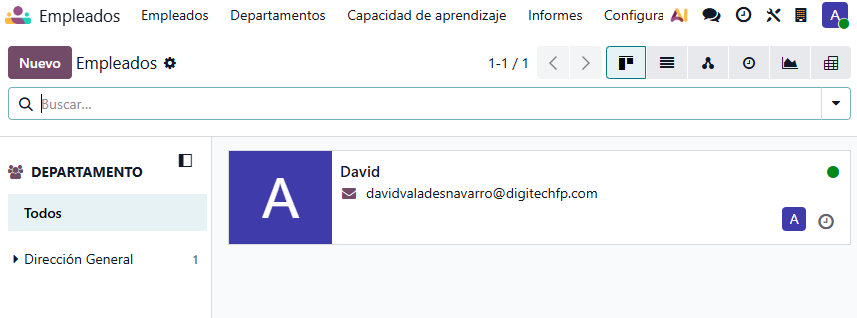 Empleados Empleados Departamentos Capacidad de aprendizaje Informes Configura AI A
Nuevo Empleados 1-1 / 1
Buscar...
DEPARTAMENTO
Todos
Dirección General 1
A
David
davidvaladesnavarro@digitechfp.com
A